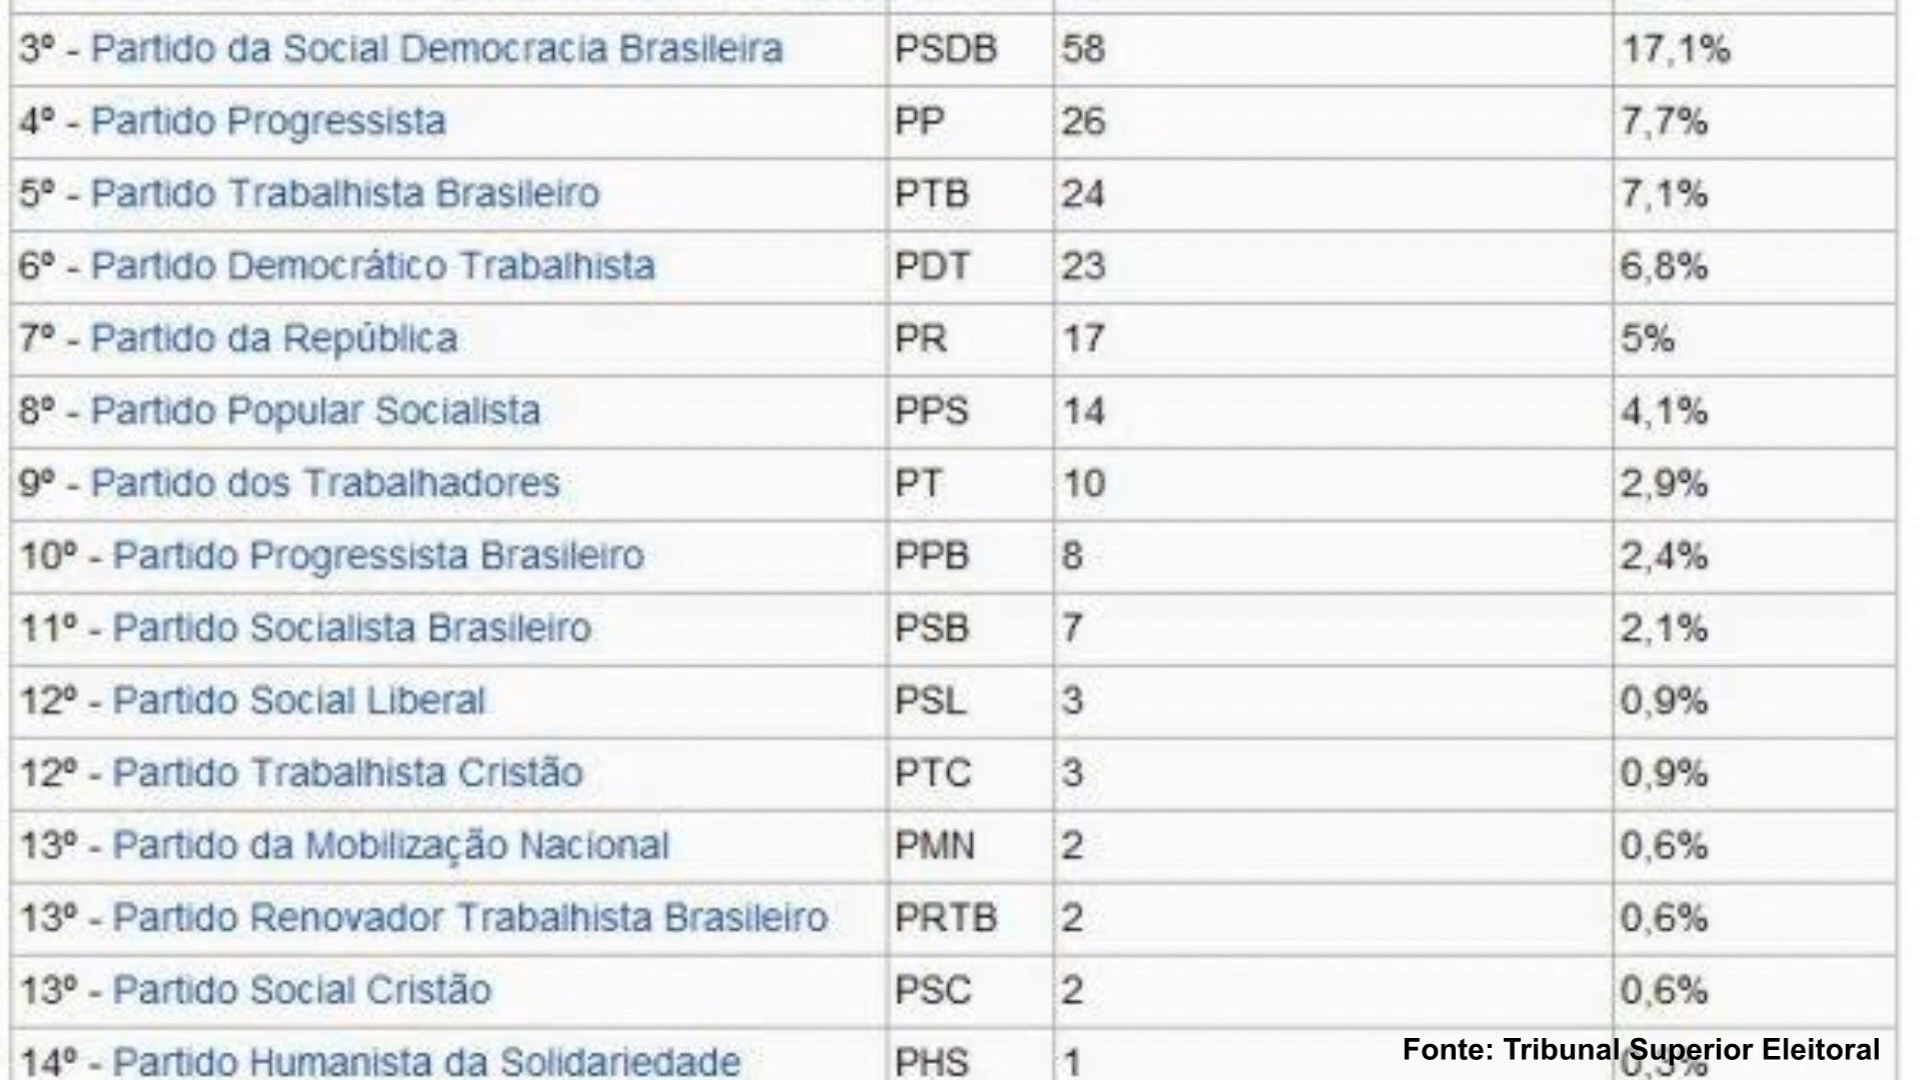 3º - Partido da Social Democracia Brasileira PSDB 58 17,1%
4º - Partido Progressista PP 26 7,7%
5º - Partido Trabalhista Brasileiro PTB 24 7,1%
6º - Partido Democrático Trabalhista PDT 23 6,8%
7º - Partido da República PR 17 5%
8º - Partido Popular Socialista PPS 14 4,1%
9º - Partido dos Trabalhadores PT 10 2,9%
10º - Partido Progressista Brasileiro PPB 8 2,4%
11º - Partido Socialista Brasileiro PSB 7 2,1%
12º - Partido Social Liberal PSL 3 0,9%
12º - Partido Trabalhista Cristão PTC 3 0,9%
13º - Partido da Mobilização Nacional PMN 2 0,6%
13º - Partido Renovador Trabalhista Brasileiro PRTB 2 0,6%
13º - Partido Social Cristão PSC 2 0,6%
14º - Partido Humanista da Solidariedade PHS 1 0,3%
Fonte: Tribunal Superior Eleitoral